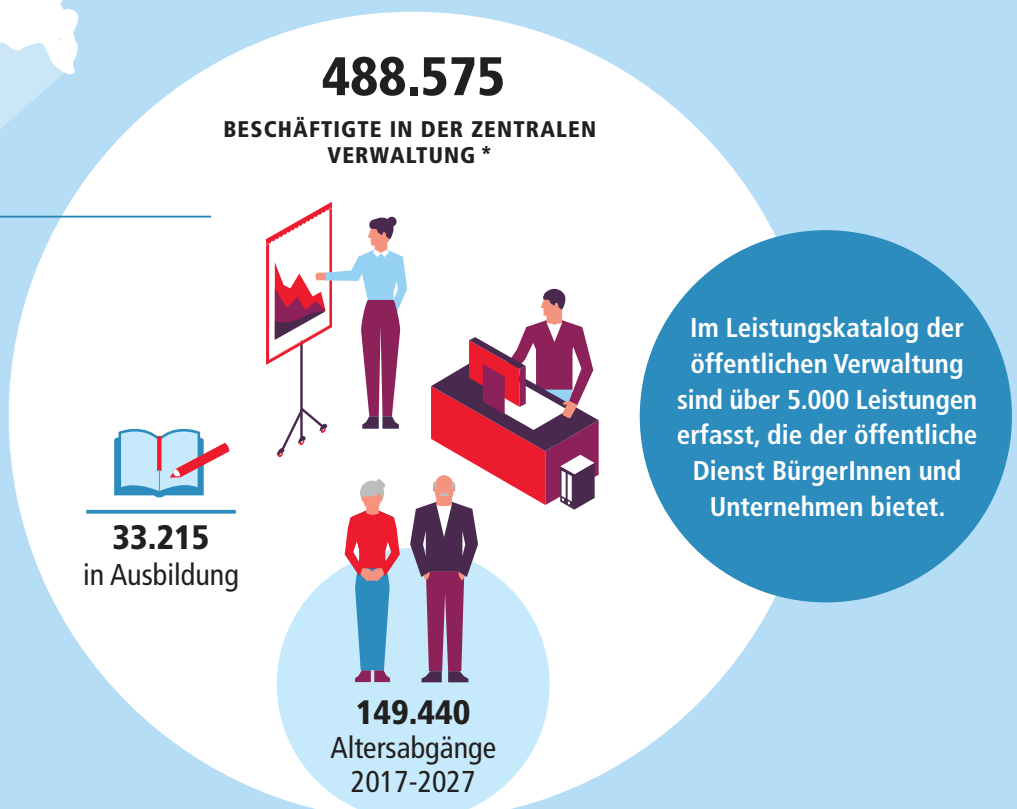 488.575
BESCHÄFTIGTE IN DER ZENTRALEN
VERWALTUNG *
Im Leistungskatalog der
öffentlichen Verwaltung
sind über 5.000 Leistungen
erfasst, die der öffentliche
Dienst BürgerInnen und
Unternehmen bietet.
33.215
in Ausbildung
149.440
Altersabgänge
2017-2027